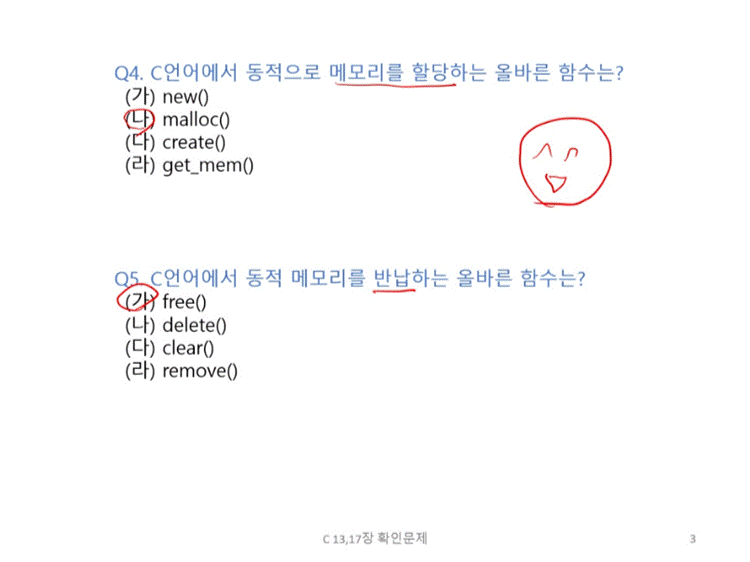 Q4. C언어에서 동적으로 메모리를 할당하는 올바른 함수는?
(가) new()
(나) malloc()
(다) create()
(라) get_mem()
Q5. C언어에서 동적 메모리를 반납하는 올바른 함수는?
(가) free()
(나) delete()
(다) clear()
(라) remove()
C 13,17장 확인문제
3